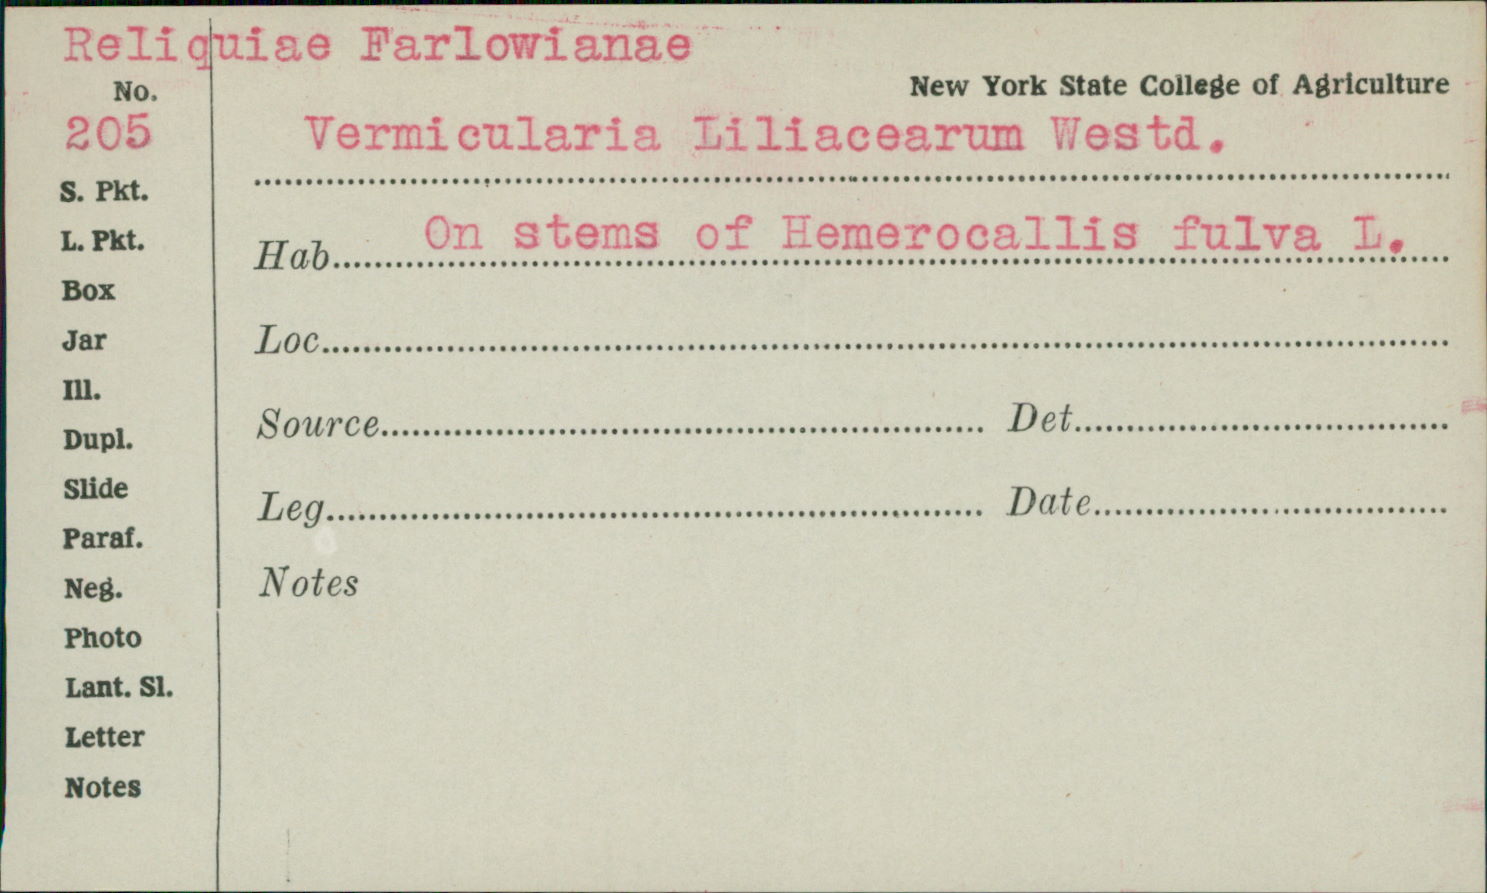 Reliquiae Farlowianae
No.
New York State College of Agriculture
205
Vermicularia Liliacearum Westd.
S. Pkt.
L. Pkt.
Hab. On stems of Hemerocallis fulva L.
Box
Jar
Loc.
Ill.
Source Det.
Dupl.
Slide
Leg. Date
Paraf.
Neg.
Notes
Photo
Lant. Sl.
Letter
Notes